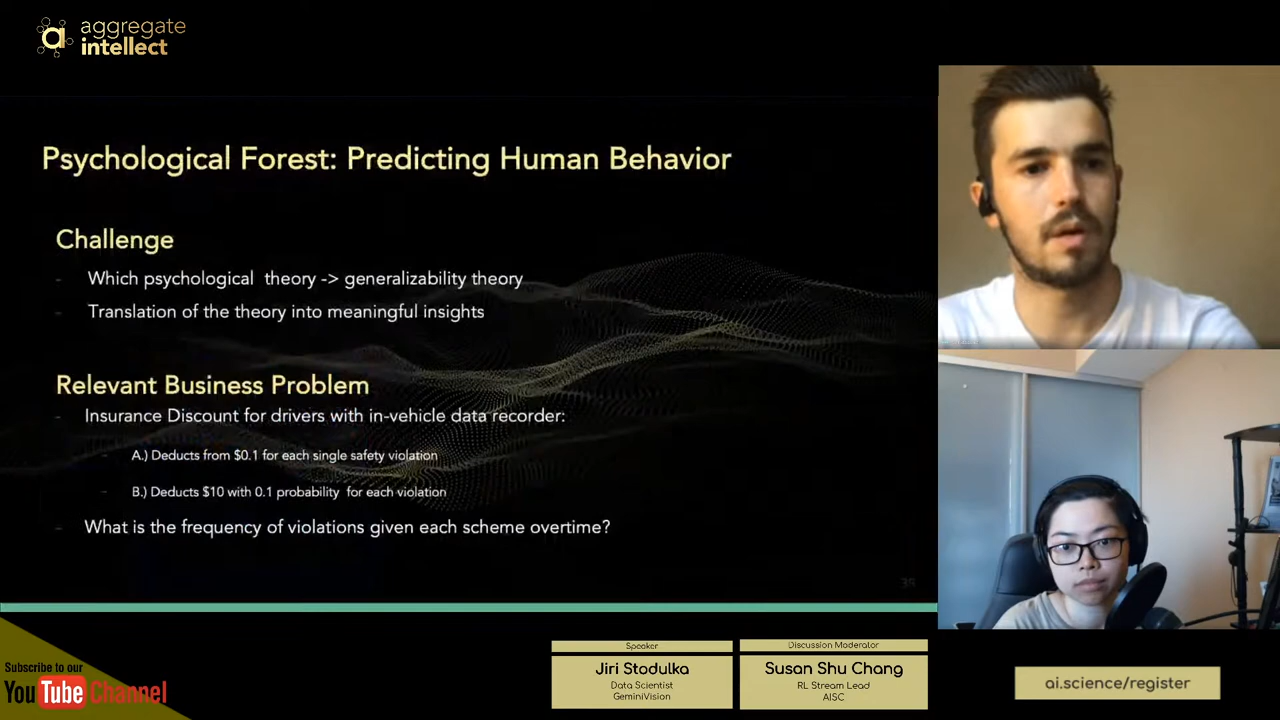 aggregate
intellect
Psychological Forest: Predicting Human Behavior
Challenge
- Which psychological theory -> generalizability theory
- Translation of the theory into meaningful insights
Relevant Business Problem
- Insurance Discount for drivers with in-vehicle data recorder:
- A.) Deducts from $0.1 for each single safety violation
- B.) Deducts $10 with 0.1 probability for each violation
- What is the frequency of violations given each scheme overtime?
35
Subscribe to our
YouTube Channel
Speaker
Jiri Stodulka
Data Scientist
GeminiVision
Discussion Moderator
Susan Shu Chang
RL Stream Lead
AISC
ai.science/register